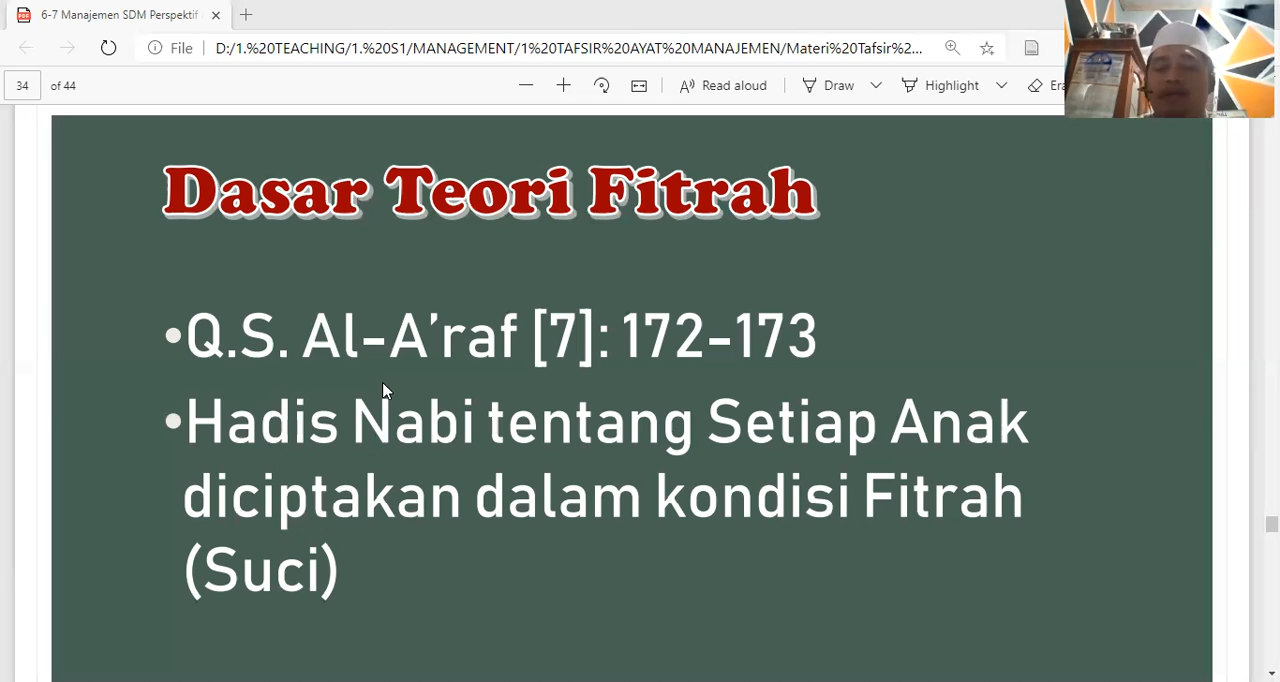 6-7 Manajemen SDM Perspektif
File D:/1.%20TEACHING/1.%20S1/MANAGEMENT/1%20TAFSIR%20AYAT%20MANAJEMEN/Materi%20Tafsir%2...
34 of 44 Read aloud Draw Highlight Era
Dasar Teori Fitrah
•Q.S. Al-A'raf [7]: 172-173
•Hadis Nabi tentang Setiap Anak
diciptakan dalam kondisi Fitrah
(Suci)